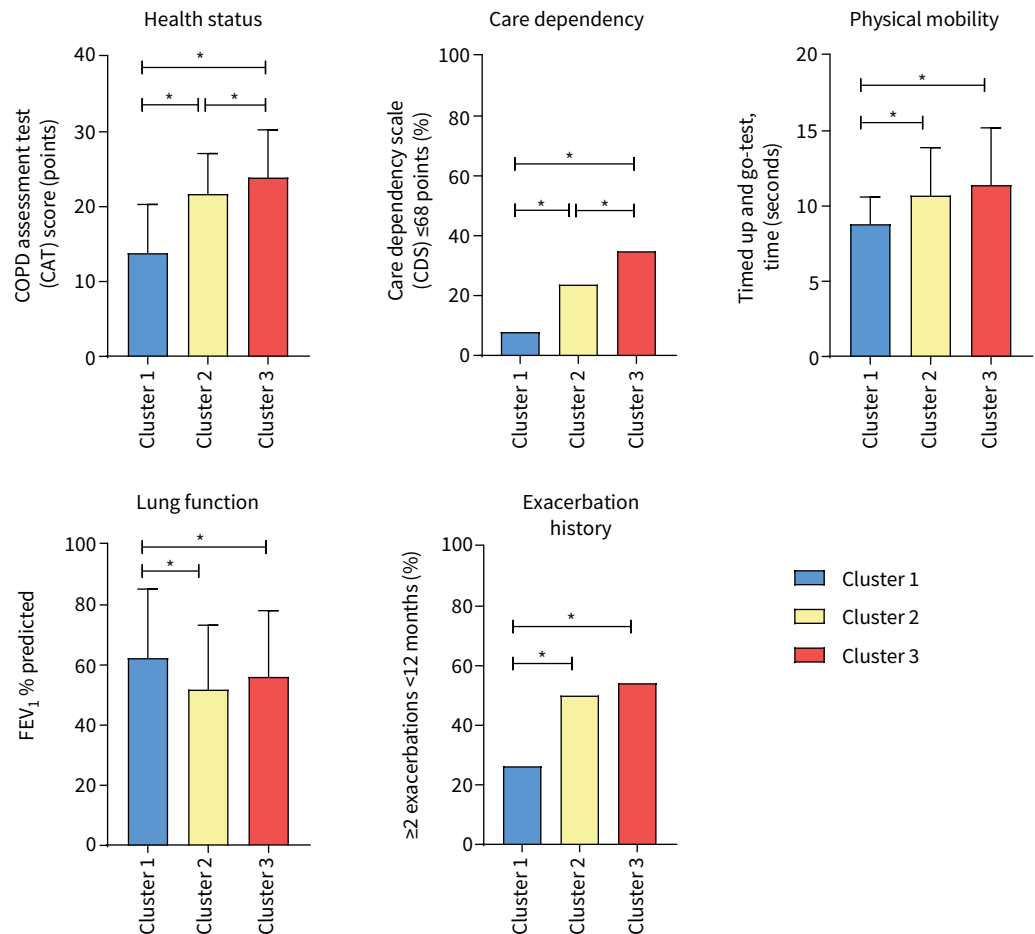 Health status
COPD assessment test
(CAT) score (points)
40
30
20
10
0
*
*
*
Cluster 1
Cluster 2
Cluster 3
Care dependency
Care dependency scale
(CDS) ≤68 points (%)
100
80
60
40
20
0
*
*
*
Cluster 1
Cluster 2
Cluster 3
Physical mobility
Timed up and go-test,
time (seconds)
20
15
10
5
0
*
*
Cluster 1
Cluster 2
Cluster 3
Lung function
FEV1 % predicted
100
80
60
40
20
0
*
*
Cluster 1
Cluster 2
Cluster 3
Exacerbation
history
≥2 exacerbations <12 months (%)
100
80
60
40
20
0
*
*
Cluster 1
Cluster 2
Cluster 3
Cluster 1
Cluster 2
Cluster 3